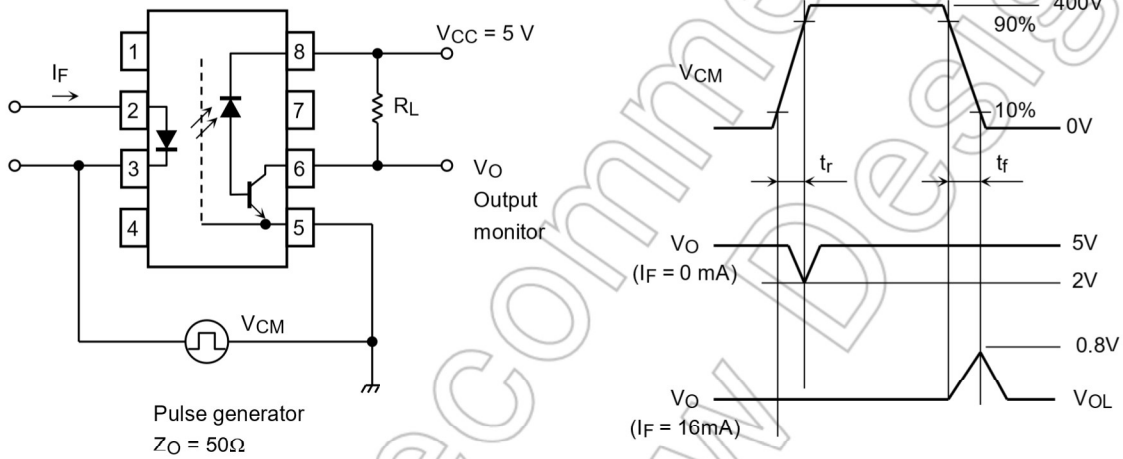 1
2
3
4
8
7
6
5
IF
VCC = 5 V
RL
VO
Output
monitor
VCM
Pulse generator
ZO = 50Ω
VCM
400V
90%
10%
0V
tr
tf
VO
(IF = 0 mA)
5V
2V
0.8V
VO
(IF = 16mA)
VOL